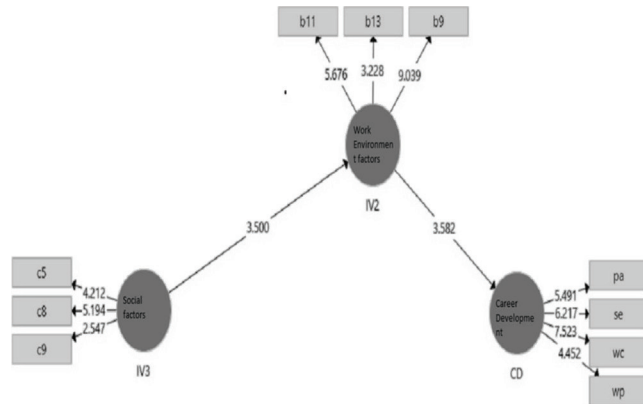 b11 b13 b9
5.676 3.228 9.039
Work
Environmen
t factors
IV2
3.500 3.582
c5
c8
c9
4.212
5.194
2.547
Social
factors
IV3
Career
Developme
nt
CD
5.491
6.217
7.523
4.452
pa
se
wc
wp